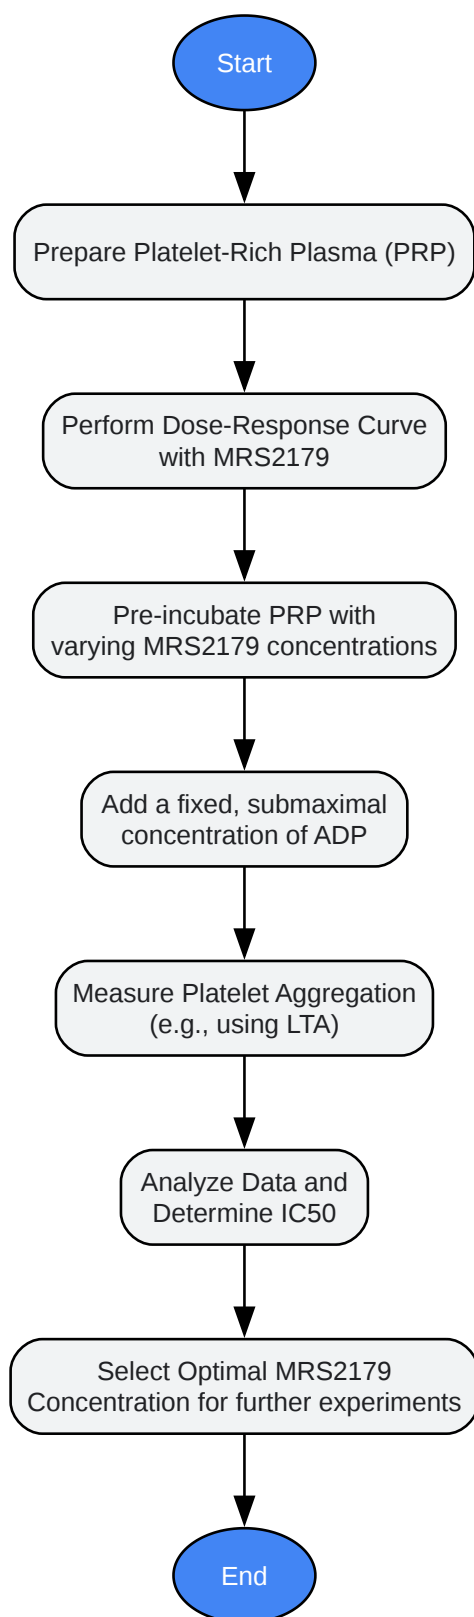 Start
Prepare Platelet-Rich Plasma (PRP)
Perform Dose-Response Curve
with MRS2179
Pre-incubate PRP with
varying MRS2179 concentrations
Add a fixed, submaximal
concentration of ADP
Measure Platelet Aggregation
(e.g., using LTA)
Analyze Data and
Determine IC50
Select Optimal MRS2179
Concentration for further experiments
End